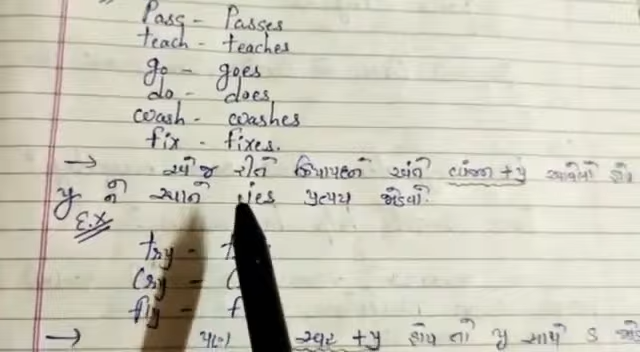 Pass - Passes
teach - teaches
go - goes
do - does
wash - washes
fix - fixes.
→ એ જ રીતે ક્રિયાપદને અંતે વ્યંજન + y આવેલો હોય
y ને સ્થાને ies પ્રત્યય જોડવો.
E.X
try - t
cry - c
fly - f
→ પણ સ્વર + y હોય તો y સાથે s